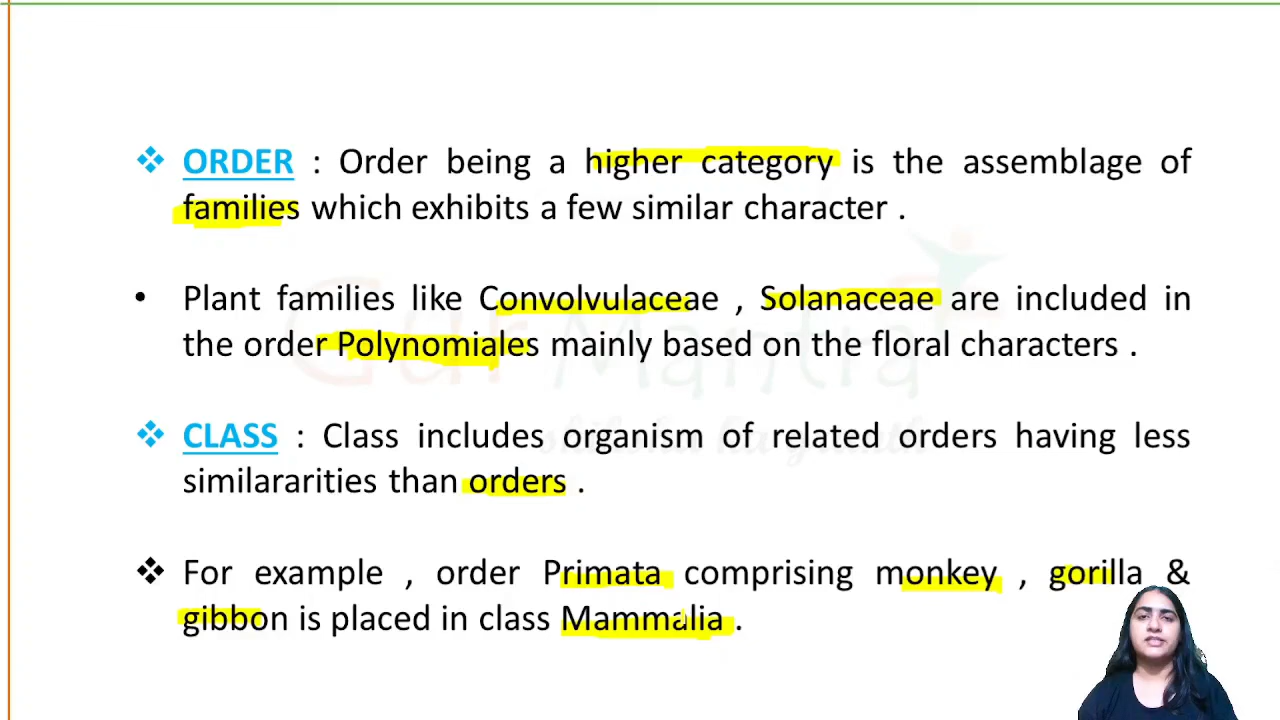 ❖ ORDER : Order being a higher category is the assemblage of
families which exhibits a few similar character .
• Plant families like Convolvulaceae , Solanaceae are included in
the order Polynomiales mainly based on the floral characters .
Gur Mantra
❖ CLASS : Class includes organism of related orders having less
similararities than orders .
❖ For example , order Primata comprising monkey , gorilla &
gibbon is placed in class Mammalia .